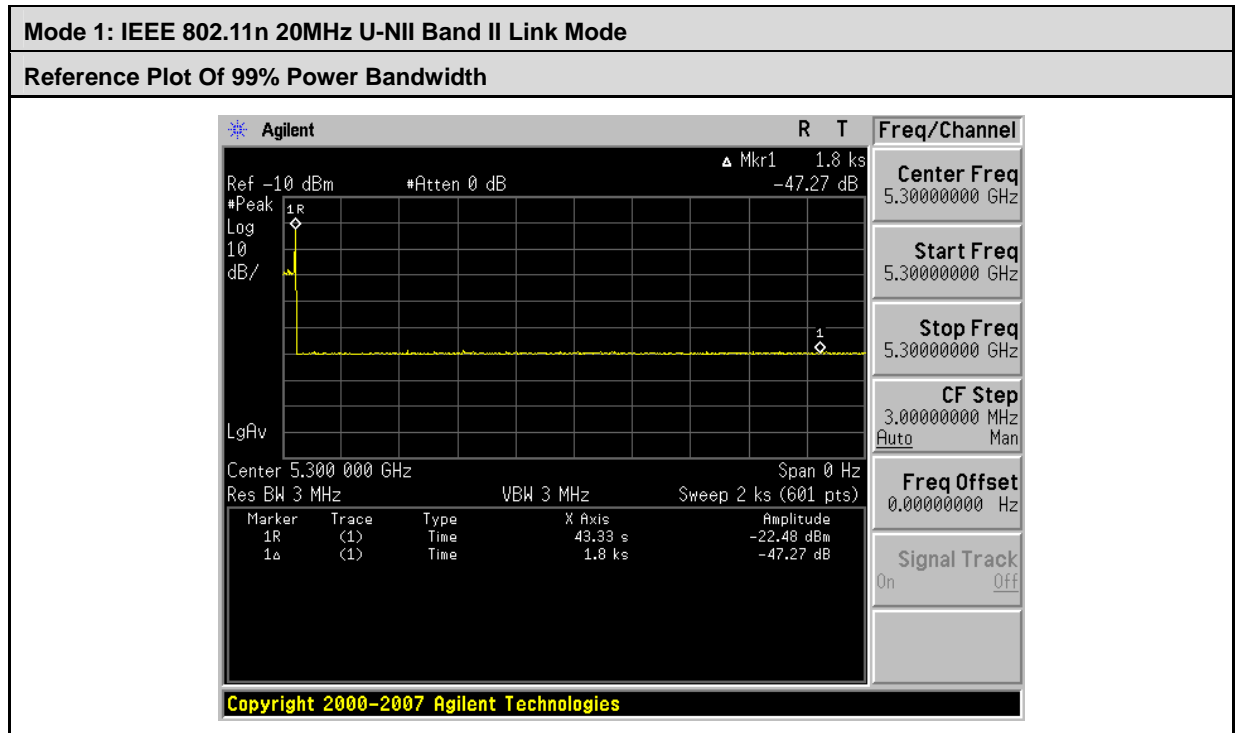 Mode 1: IEEE 802.11n 20MHz U-NII Band II Link Mode
Reference Plot Of 99% Power Bandwidth
Agilent R T Freq/Channel
Δ Mkr1 1.8 ks
Ref -10 dBm #Atten 0 dB -47.27 dB
#Peak
Log
10
dB/
1R
1
LgAv
Center 5.300 000 GHz Span 0 Hz
Res BW 3 MHz VBW 3 MHz Sweep 2 ks (601 pts)
Marker Trace Type X Axis Amplitude
1R (1) Time 43.33 s -22.48 dBm
1Δ (1) Time 1.8 ks -47.27 dB
Center Freq
5.30000000 GHz
Start Freq
5.30000000 GHz
Stop Freq
5.30000000 GHz
CF Step
3.00000000 MHz
Auto Man
Freq Offset
0.00000000 Hz
Signal Track
On Off
Copyright 2000-2007 Agilent Technologies